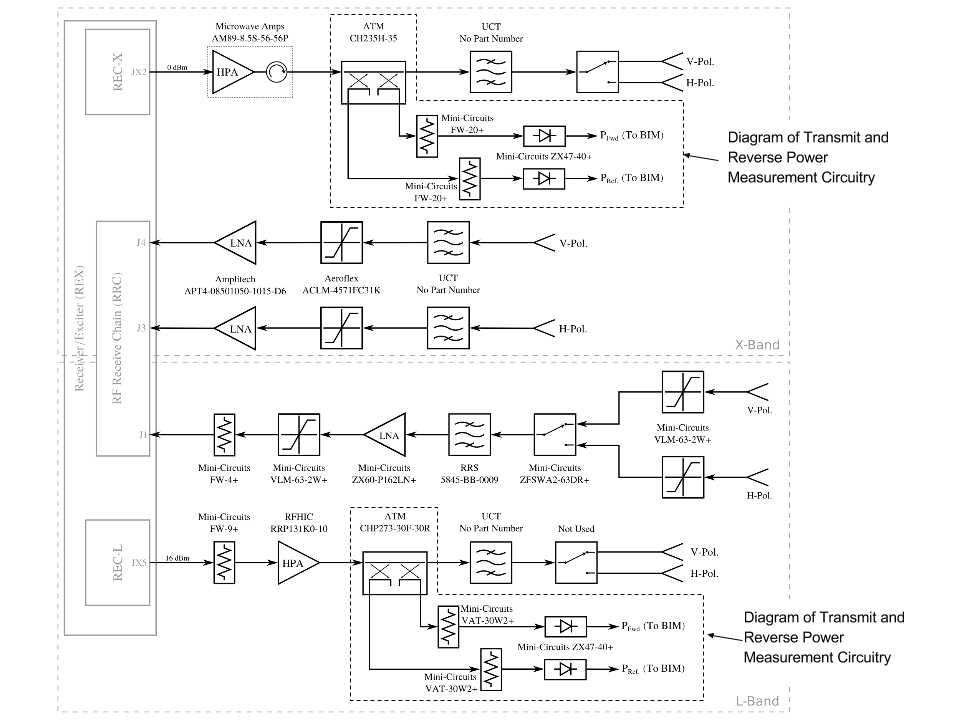 Microwave Amps
AM89-8.5S-56-56P
ATM
CH235H-35
UCT
No Part Number
REC-X
JX2
0 dBm
HPA
V-Pol.
H-Pol.
Mini-Circuits
FW-20+
PFwd (To BIM)
Mini-Circuits ZX47-40+
Mini-Circuits
FW-20+
PRef. (To BIM)
Diagram of Transmit and
Reverse Power
Measurement Circuitry
J4
LNA
V-Pol.
Amplitech
APT4-08501050-1015-D6
Aeroflex
ACLM-4571FC31K
UCT
No Part Number
J3
LNA
H-Pol.
X-Band
Receiver/Exciter (REX)
RF Receive Chain (RRC)
V-Pol.
Mini-Circuits
VLM-63-2W+
J1
LNA
Mini-Circuits
FW-4+
Mini-Circuits
VLM-63-2W+
Mini-Circuits
ZX60-P162LN+
RRS
5845-BB-0009
Mini-Circuits
ZFSWA2-63DR+
H-Pol.
Mini-Circuits
FW-9+
RFHIC
RRP131K0-10
ATM
CHP273-30F-30R
UCT
No Part Number
Not Used
REC-L
JX5
16 dBm
HPA
V-Pol.
H-Pol.
Mini-Circuits
VAT-30W2+
PFwd (To BIM)
Mini-Circuits ZX47-40+
Mini-Circuits
VAT-30W2+
PRef. (To BIM)
Diagram of Transmit and
Reverse Power
Measurement Circuitry
L-Band